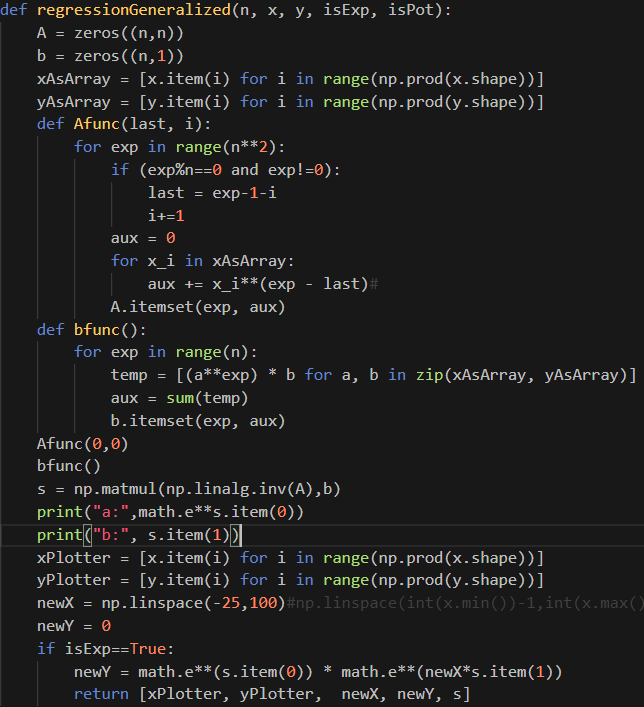 def regressionGeneralized(n, x, y, isExp, isPot):
    A = zeros((n,n))
    b = zeros((n,1))
    xAsArray = [x.item(i) for i in range(np.prod(x.shape))]
    yAsArray = [y.item(i) for i in range(np.prod(y.shape))]
    def Afunc(last, i):
        for exp in range(n**2):
            if (exp%n==0 and exp!=0):
                last = exp-1-i
                i+=1
            aux = 0
            for x_i in xAsArray:
                aux += x_i**(exp - last)#
            A.itemset(exp, aux)
    def bfunc():
        for exp in range(n):
            temp = [(a**exp) * b for a, b in zip(xAsArray, yAsArray)]
            aux = sum(temp)
            b.itemset(exp, aux)
    Afunc(0,0)
    bfunc()
    s = np.matmul(np.linalg.inv(A),b)
    print("a:",math.e**s.item(0))
    print("b:", s.item(1))
    xPlotter = [x.item(i) for i in range(np.prod(x.shape))]
    yPlotter = [y.item(i) for i in range(np.prod(y.shape))]
    newX = np.linspace(-25,100)#np.linspace(int(x.min())-1,int(x.max()
    newY = 0
    if isExp==True:
        newY = math.e**(s.item(0)) * math.e**(newX*s.item(1))
        return [xPlotter, yPlotter,  newX, newY, s]